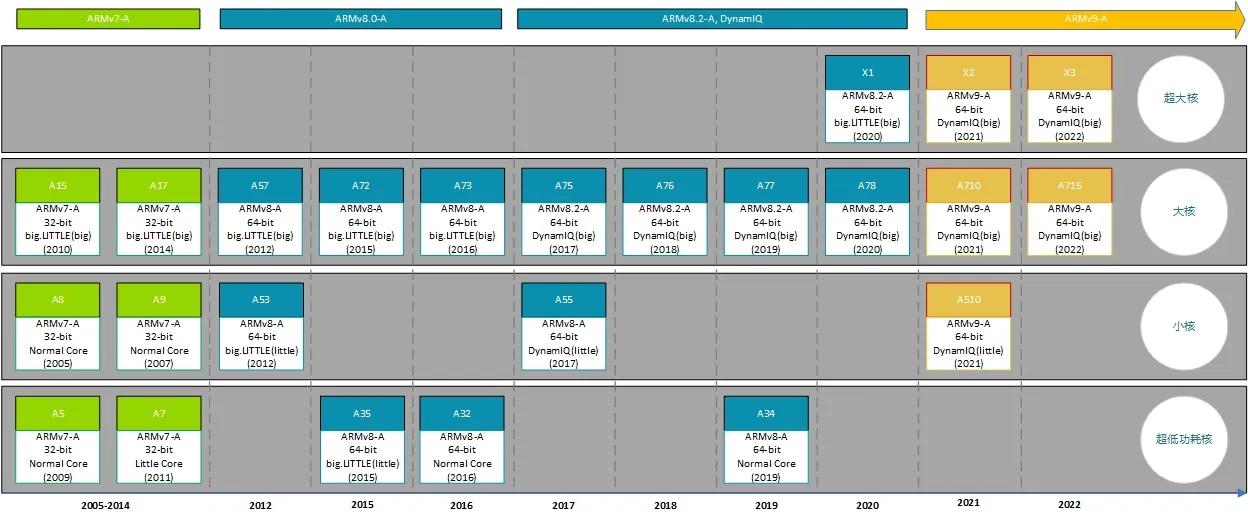 ARMv7-A
ARMv8.0-A
ARMv8.2-A, DynamIQ
ARMv9-A
X1
ARMv8.2-A
64-bit
big.LITTLE(big)
(2020)
X2
ARMv9-A
64-bit
DynamIQ(big)
(2021)
X3
ARMv9-A
64-bit
DynamIQ(big)
(2022)
超大核
A15
ARMv7-A
32-bit
big.LITTLE(big)
(2010)
A17
ARMv7-A
32-bit
big.LITTLE(big)
(2014)
A57
ARMv8-A
64-bit
big.LITTLE(big)
(2012)
A72
ARMv8-A
64-bit
big.LITTLE(big)
(2015)
A73
ARMv8-A
64-bit
big.LITTLE(big)
(2016)
A75
ARMv8.2-A
64-bit
DynamIQ(big)
(2017)
A76
ARMv8.2-A
64-bit
DynamIQ(big)
(2018)
A77
ARMv8.2-A
64-bit
DynamIQ(big)
(2019)
A78
ARMv8.2-A
64-bit
DynamIQ(big)
(2020)
A710
ARMv9-A
64-bit
DynamIQ(big)
(2021)
A715
ARMv9-A
64-bit
DynamIQ(big)
(2022)
大核
A8
ARMv7-A
32-bit
Normal Core
(2005)
A9
ARMv7-A
32-bit
Normal Core
(2007)
A53
ARMv8-A
64-bit
big.LITTLE(little)
(2012)
A55
ARMv8-A
64-bit
DynamIQ(little)
(2017)
A510
ARMv9-A
64-bit
DynamIQ(little)
(2021)
小核
A5
ARMv7-A
32-bit
Normal Core
(2009)
A7
ARMv7-A
32-bit
Little Core
(2011)
A35
ARMv8-A
64-bit
big.LITTLE(little)
(2015)
A32
ARMv8-A
64-bit
Normal Core
(2016)
A34
ARMv8-A
64-bit
Normal Core
(2019)
超低功耗核
2005-2014
2012
2015
2016
2017
2018
2019
2020
2021
2022